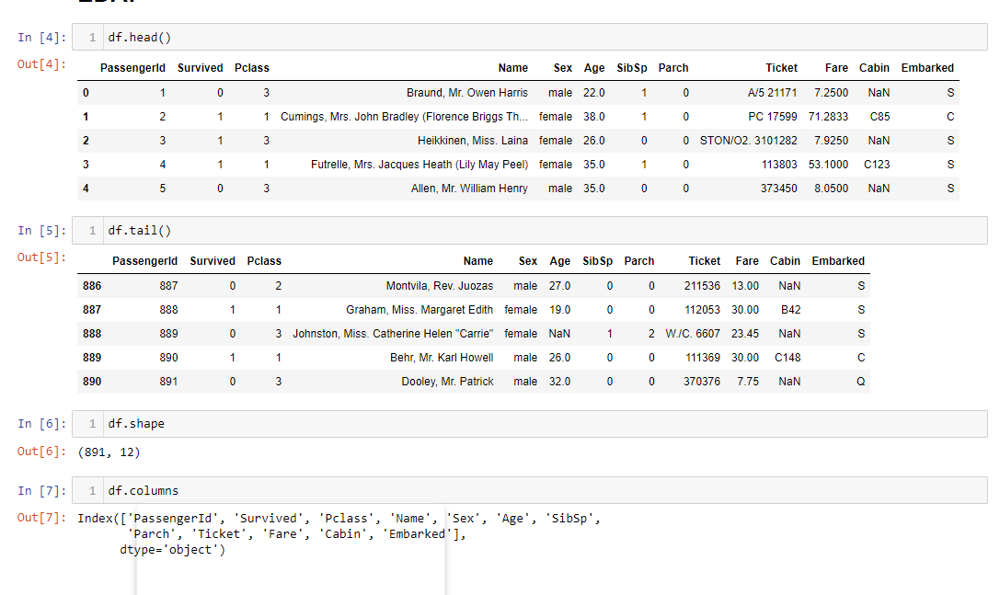 In [4]: 1 df.head()
Out[4]:
PassengerId Survived Pclass Name Sex Age SibSp Parch Ticket Fare Cabin Embarked
0 1 0 3 Braund, Mr. Owen Harris male 22.0 1 0 A/5 21171 7.2500 NaN S
1 2 1 1 Cumings, Mrs. John Bradley (Florence Briggs Th... female 38.0 1 0 PC 17599 71.2833 C85 C
2 3 1 3 Heikkinen, Miss. Laina female 26.0 0 0 STON/O2. 3101282 7.9250 NaN S
3 4 1 1 Futrelle, Mrs. Jacques Heath (Lily May Peel) female 35.0 1 0 113803 53.1000 C123 S
4 5 0 3 Allen, Mr. William Henry male 35.0 0 0 373450 8.0500 NaN S
In [5]: 1 df.tail()
Out[5]:
PassengerId Survived Pclass Name Sex Age SibSp Parch Ticket Fare Cabin Embarked
886 887 0 2 Montvila, Rev. Juozas male 27.0 0 0 211536 13.00 NaN S
887 888 1 1 Graham, Miss. Margaret Edith female 19.0 0 0 112053 30.00 B42 S
888 889 0 3 Johnston, Miss. Catherine Helen "Carrie" female NaN 1 2 W./C. 6607 23.45 NaN S
889 890 1 1 Behr, Mr. Karl Howell male 26.0 0 0 111369 30.00 C148 C
890 891 0 3 Dooley, Mr. Patrick male 32.0 0 0 370376 7.75 NaN Q
In [6]: 1 df.shape
Out[6]: (891, 12)
In [7]: 1 df.columns
Out[7]: Index(['PassengerId', 'Survived', 'Pclass', 'Name', 'Sex', 'Age', 'SibSp',
'Parch', 'Ticket', 'Fare', 'Cabin', 'Embarked'],
dtype='object')